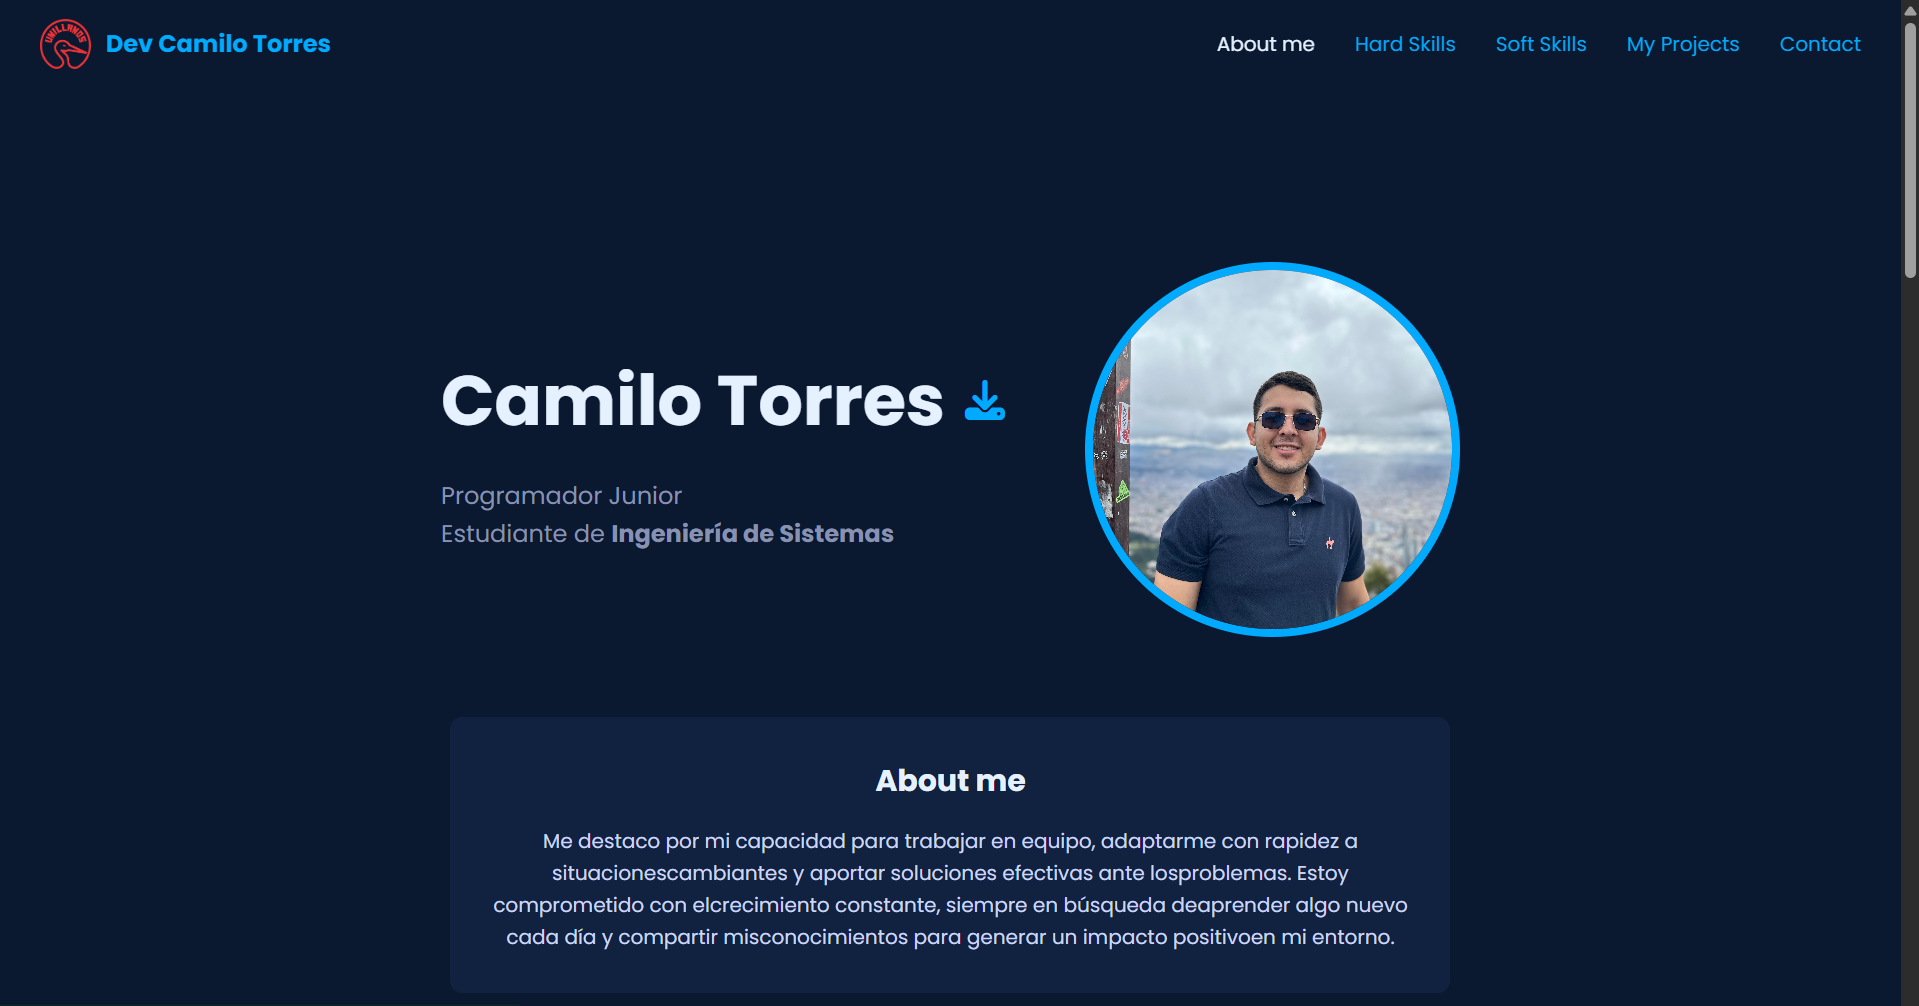 UNILLANOS
Dev Camilo Torres
About me
Hard Skills
Soft Skills
My Projects
Contact
Camilo Torres
Programador Junior
Estudiante de Ingeniería de Sistemas
About me
Me destaco por mi capacidad para trabajar en equipo, adaptarme con rapidez a
situacionescambiantes y aportar soluciones efectivas ante losproblemas. Estoy
comprometido con elcrecimiento constante, siempre en búsqueda deaprender algo nuevo
cada día y compartir misconocimientos para generar un impacto positivoen mi entorno.